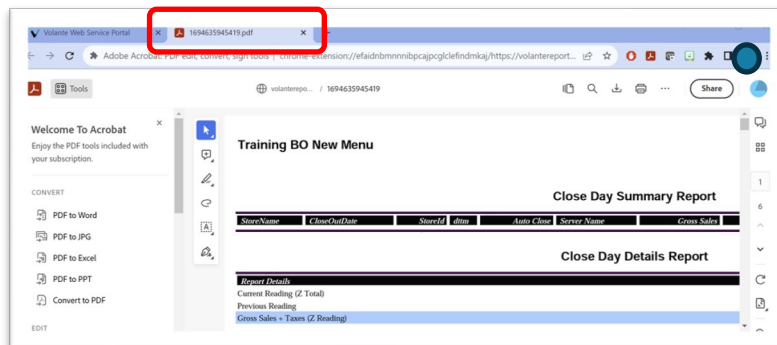 Volante Web Service Portal
1694635945419.pdf
Adobe Acrobat: PDF edit, convert, sign tools | chrome-extension://efaidnbmnnnibpcajpcglclefindmkaj/https://volantereport...
Tools
volanterepo... / 1694635945419
Share
Welcome To Acrobat
Enjoy the PDF tools included with
your subscription.
CONVERT
PDF to Word
PDF to JPG
PDF to Excel
PDF to PPT
Convert to PDF
EDIT
Training BO New Menu
Close Day Summary Report
StoreName CloseOutDate StoreId dttm Auto Close Server Name Gross Sales
Close Day Details Report
Report Details
Current Reading (Z Total)
Previous Reading
Gross Sales + Taxes (Z Reading)
1
6